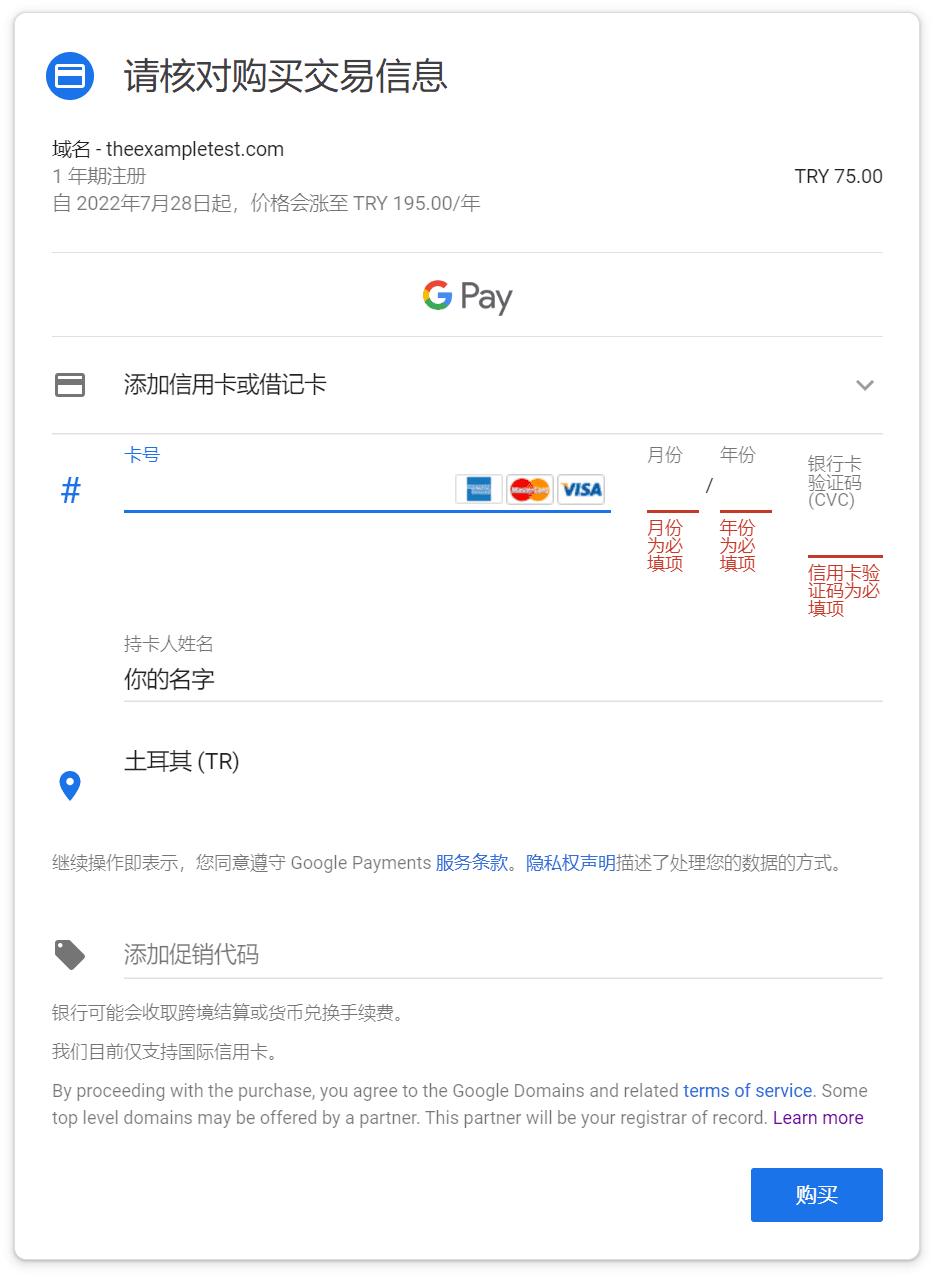 请核对购买交易信息
域名 - theexampletest.com
1 年期注册
TRY 75.00
自 2022年7月28日起，价格会涨至 TRY 195.00/年
G Pay
添加信用卡或借记卡
#
卡号
MasterCard
VISA
月份
/
年份
银行卡
验证码
(CVC)
月份
为必
填项
年份
为必
填项
信用卡验
证码为必
填项
持卡人姓名
你的名字
土耳其 (TR)
继续操作即表示，您同意遵守 Google Payments 服务条款。隐私权声明描述了处理您的数据的方式。
添加促销代码
银行可能会收取跨境结算或货币兑换手续费。
我们目前仅支持国际信用卡。
By proceeding with the purchase, you agree to the Google Domains and related terms of service. Some
top level domains may be offered by a partner. This partner will be your registrar of record. Learn more
购买